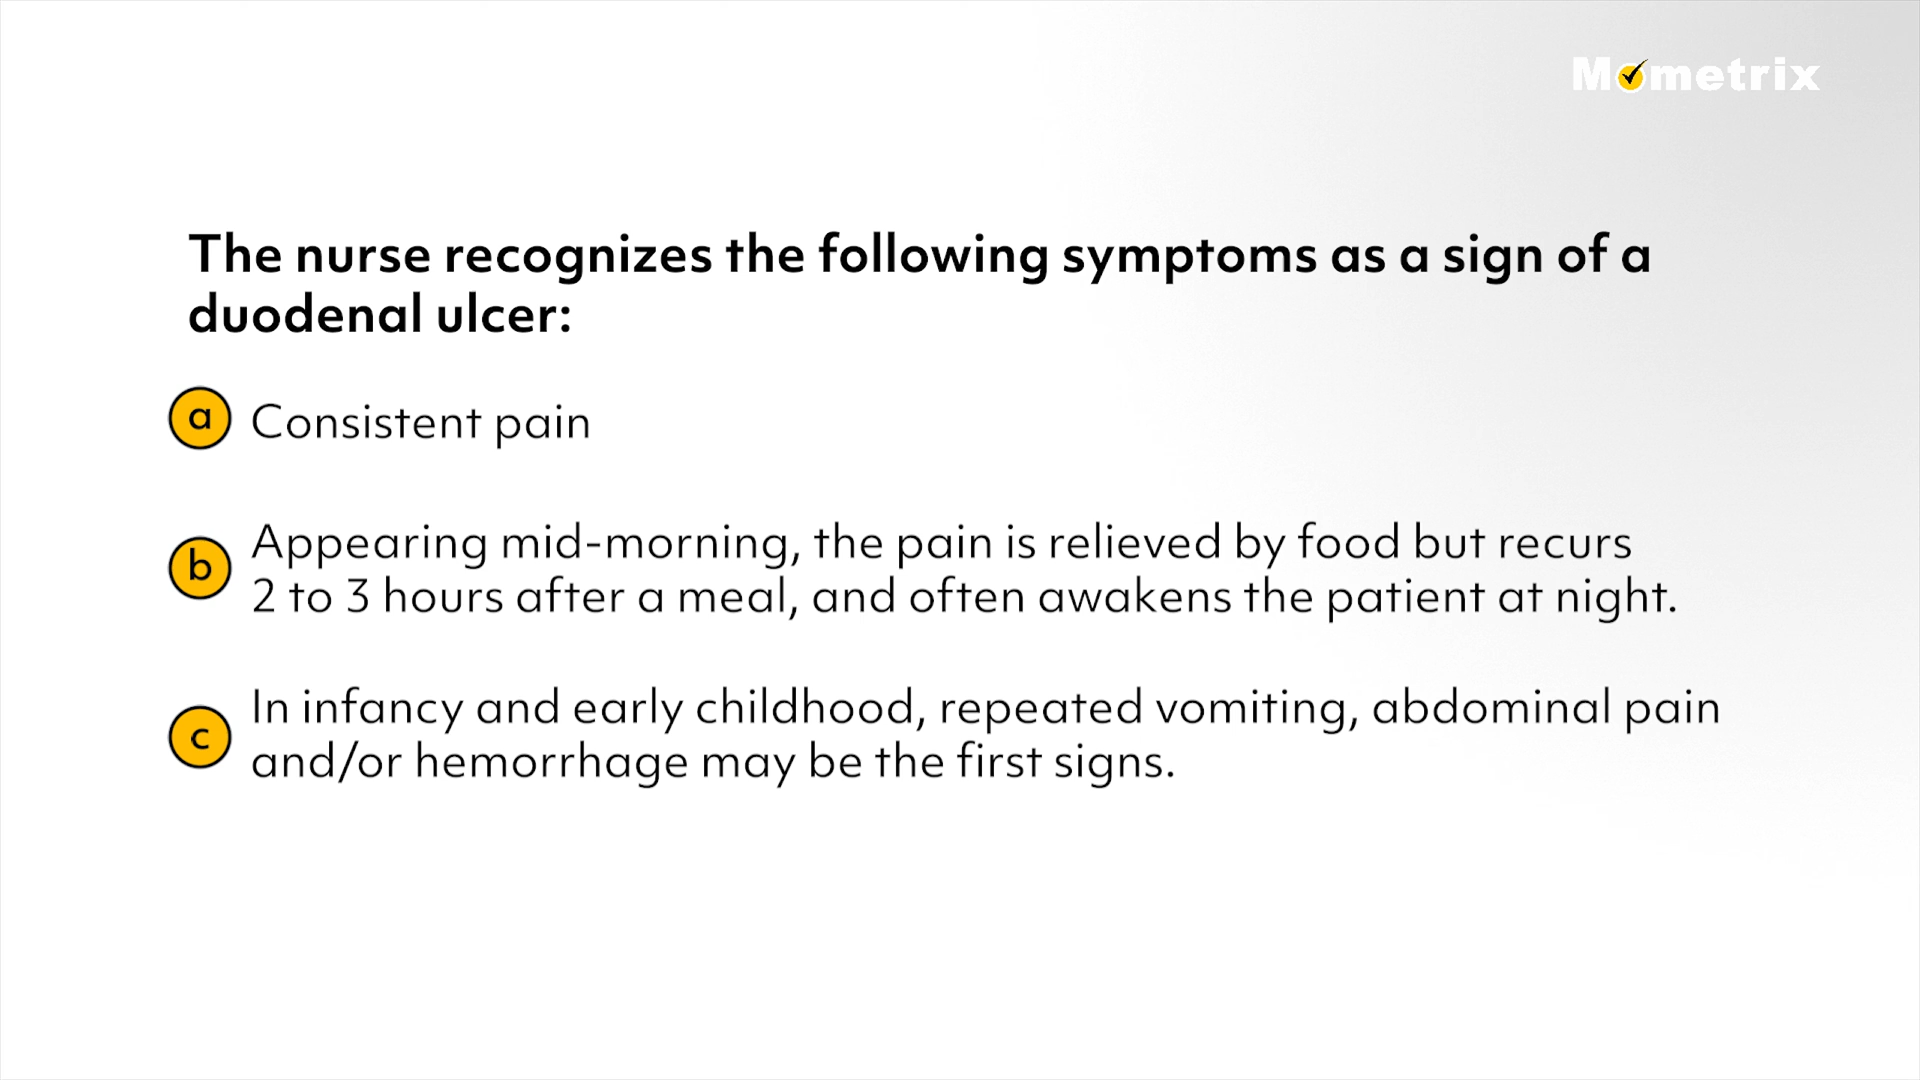 Mometrix
The nurse recognizes the following symptoms as a sign of a
duodenal ulcer:
a Consistent pain
b Appearing mid-morning, the pain is relieved by food but recurs
2 to 3 hours after a meal, and often awakens the patient at night.
c In infancy and early childhood, repeated vomiting, abdominal pain
and/or hemorrhage may be the first signs.